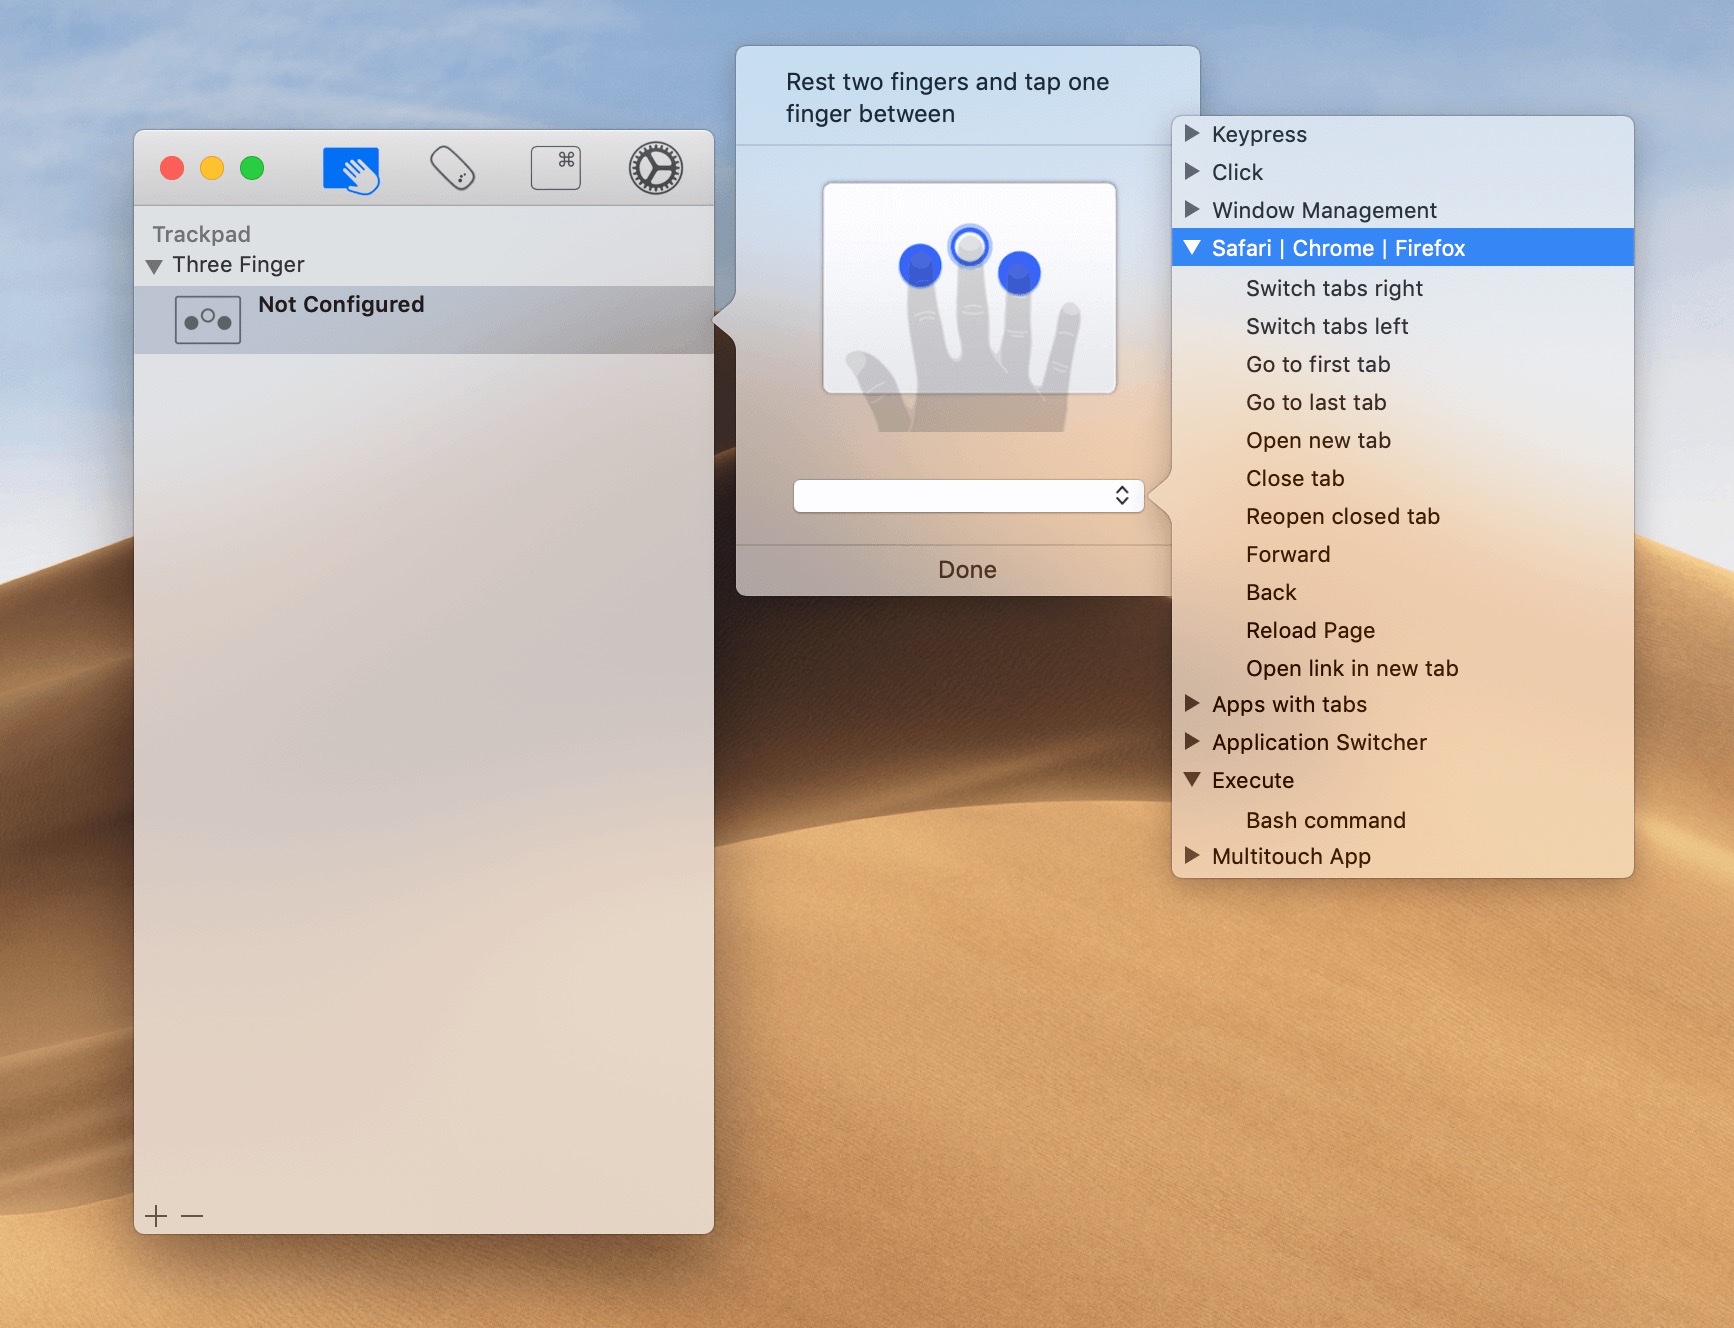 ⌘
Trackpad
Three Finger
Not Configured
Rest two fingers and tap one
finger between
Done
Keypress
Click
Window Management
Safari | Chrome | Firefox
Switch tabs right
Switch tabs left
Go to first tab
Go to last tab
Open new tab
Close tab
Reopen closed tab
Forward
Back
Reload Page
Open link in new tab
Apps with tabs
Application Switcher
Execute
Bash command
Multitouch App